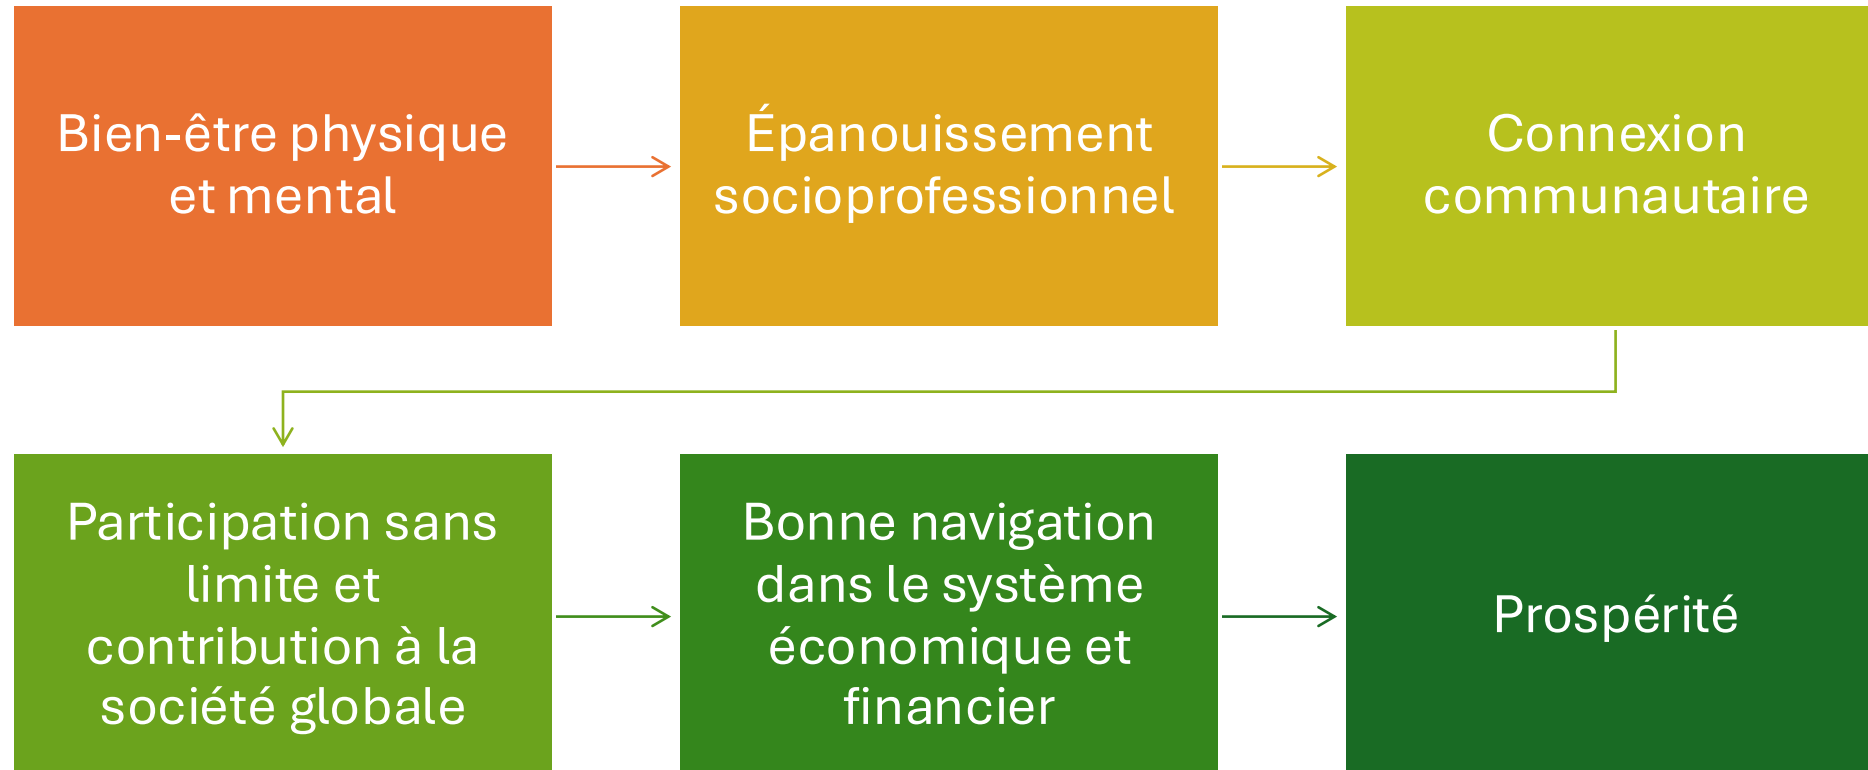 Bien-être physique
et mental
Épanouissement
socioprofessionnel
Connexion
communautaire
Participation sans
limite et
contribution à la
société globale
Bonne navigation
dans le système
économique et
financier
Prospérité